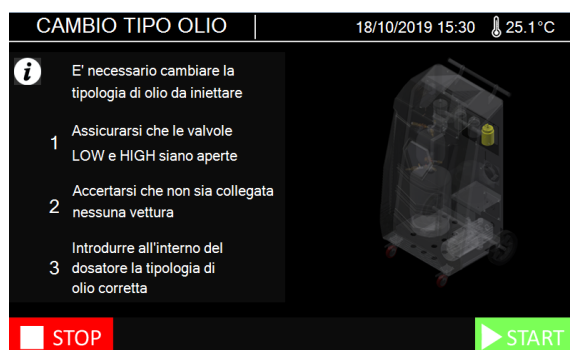 CAMBIO TIPO OLIO
18/10/2019 15:30 25.1°C
i
E' necessario cambiare la
tipologia di olio da iniettare
1
Assicurarsi che le valvole
LOW e HIGH siano aperte
2
Accertarsi che non sia collegata
nessuna vettura
3
Introdurre all'interno del
dosatore la tipologia di
olio corretta
STOP
START